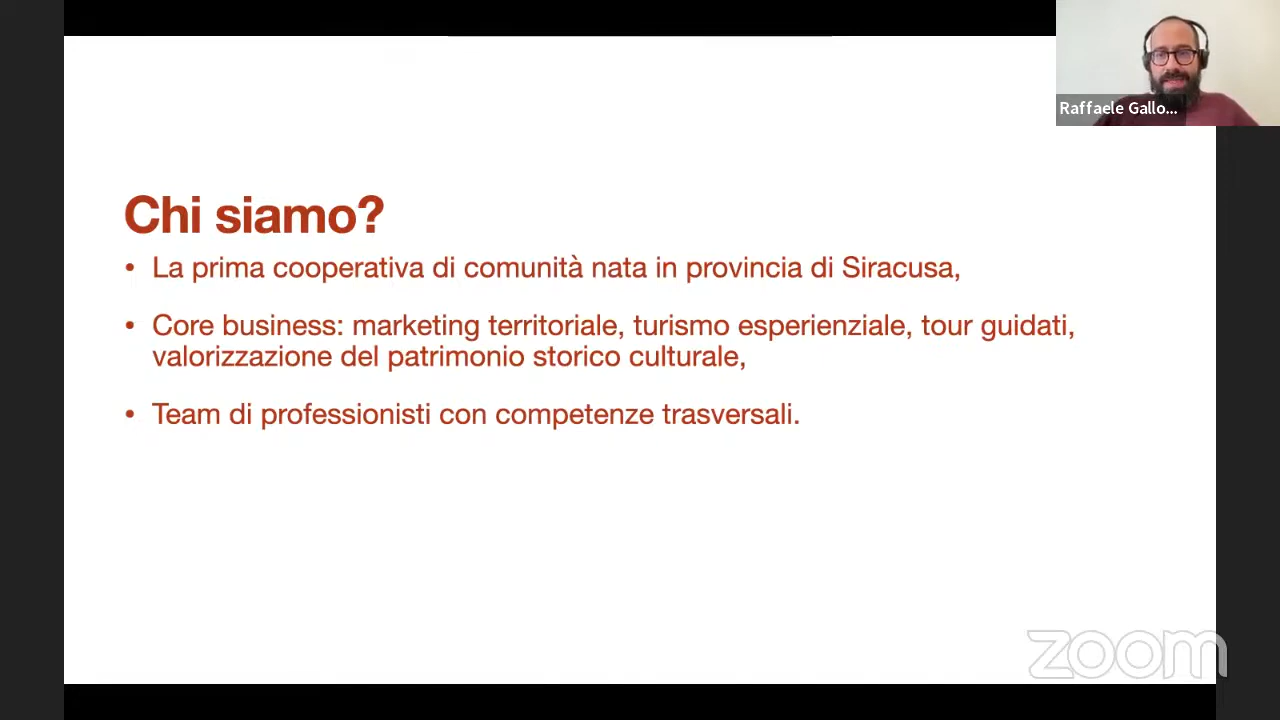 Raffaele Gallo...
Chi siamo?
• La prima cooperativa di comunità nata in provincia di Siracusa,
• Core business: marketing territoriale, turismo esperienziale, tour guidati,
valorizzazione del patrimonio storico culturale,
• Team di professionisti con competenze trasversali.
zoom